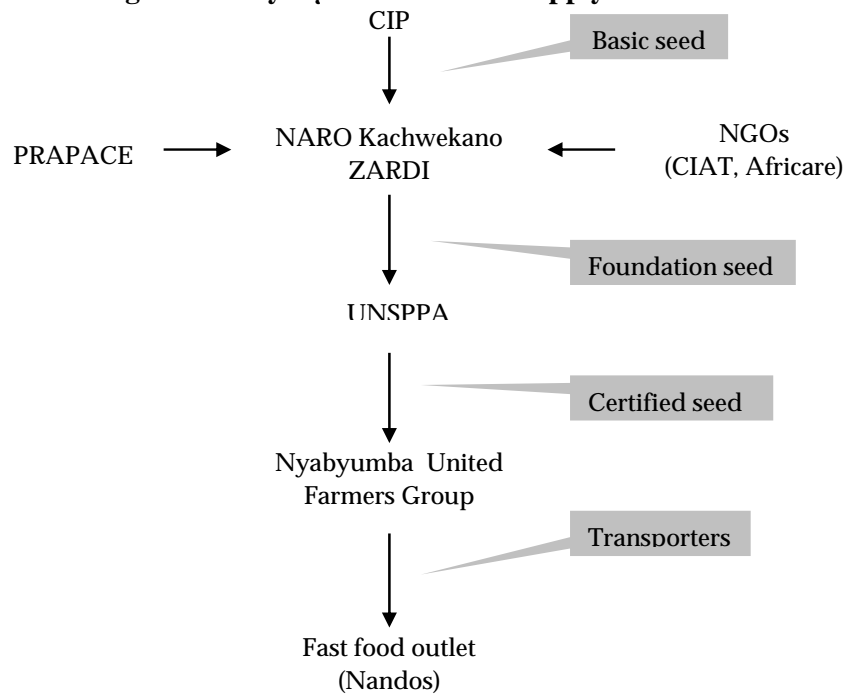 CIP
Basic seed
PRAPACE
NARO Kachwekano
ZARDI
NGOs
(CIAT, Africare)
Foundation seed
UNSPPA
Certified seed
Nyabyumba United
Farmers Group
Transporters
Fast food outlet
(Nandos)